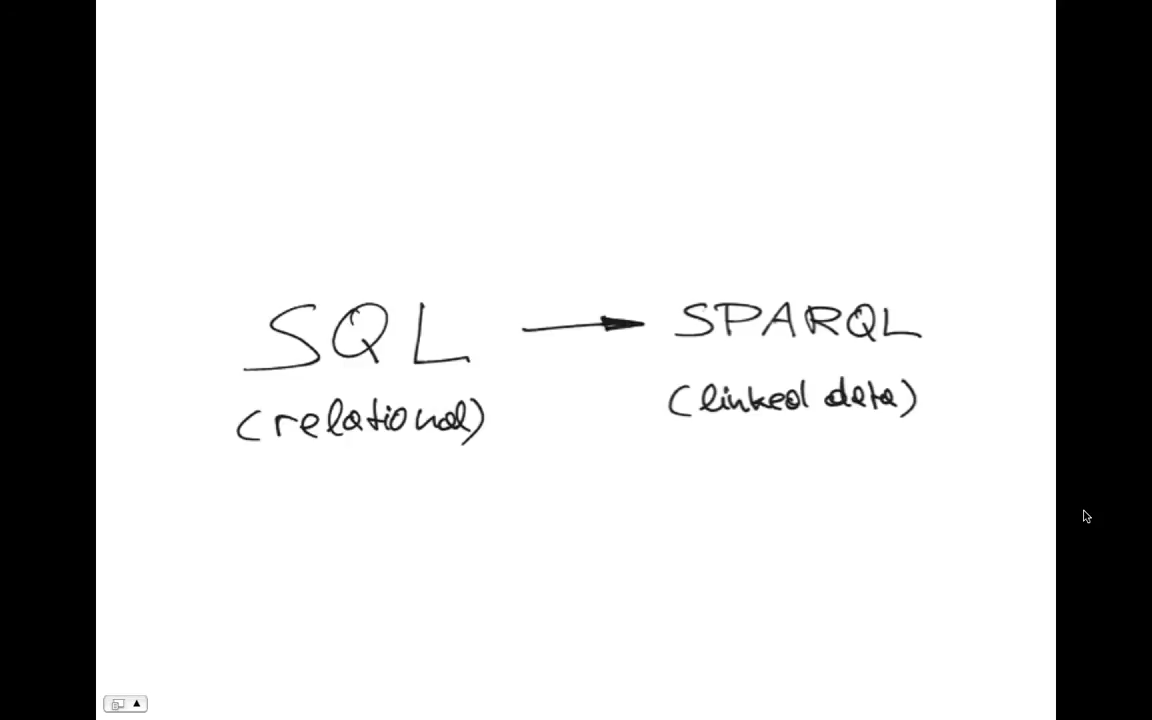 SQL → SPARQL
(relational) (linked data)